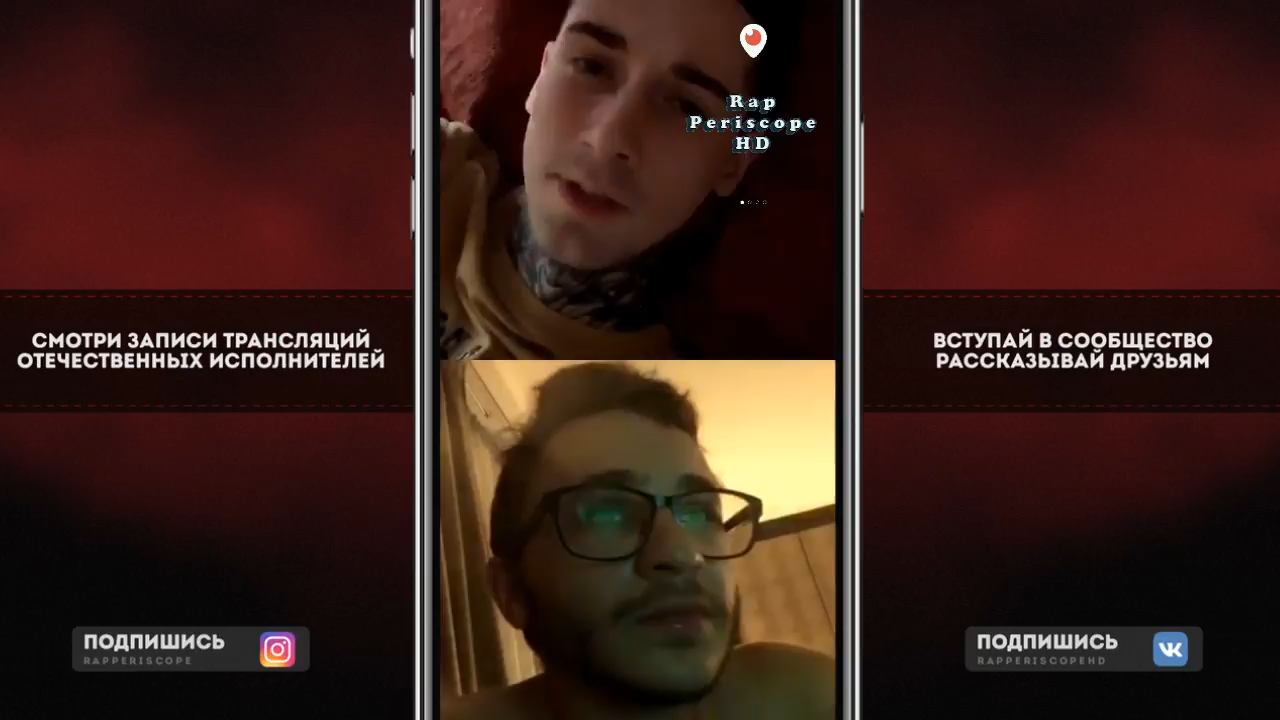 Rap
Periscope
HD
СМОТРИ ЗАПИСИ ТРАНСЛЯЦИЙ
ОТЕЧЕСТВЕННЫХ ИСПОЛНИТЕЛЕЙ
ВСТУПАЙ В СООБЩЕСТВО
РАССКАЗЫВАЙ ДРУЗЬЯМ
ПОДПИШИСЬ
RAPPERISCOPE
ПОДПИШИСЬ
RAPPERISCOPEHD